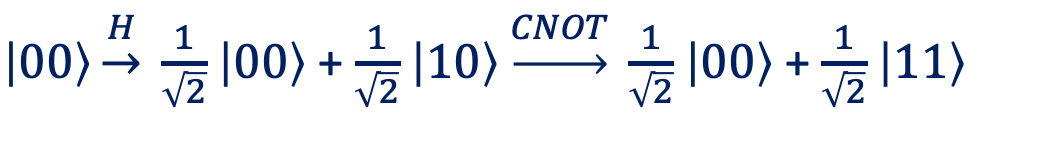 |00⟩ →^H 1/√2 |00⟩ + 1/√2 |10⟩ →^CNOT 1/√2 |00⟩ + 1/√2 |11⟩